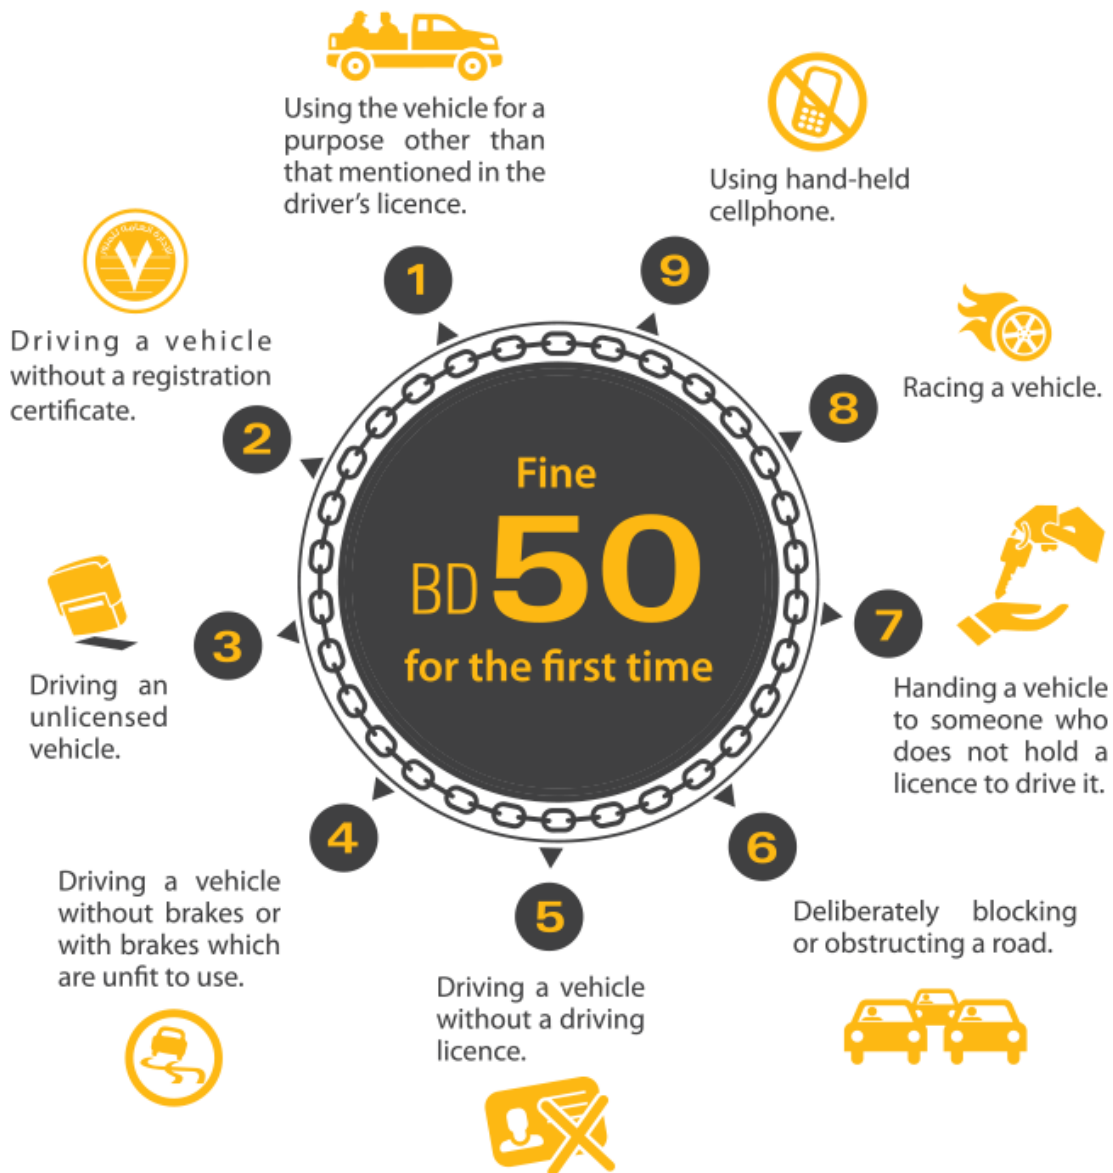 Using the vehicle for a
purpose other than
that mentioned in the
driver's licence.
1
Driving a vehicle
without a registration
certificate.
2
Driving an
unlicensed
vehicle.
3
Driving a vehicle
without brakes or
with brakes which
are unfit to use.
4
Driving a vehicle
without a driving
licence.
5
Deliberately blocking
or obstructing a road.
6
Handing a vehicle
to someone who
does not hold a
licence to drive it.
7
Racing a vehicle.
8
Using hand-held
cellphone.
9
Fine
BD 50
for the first time